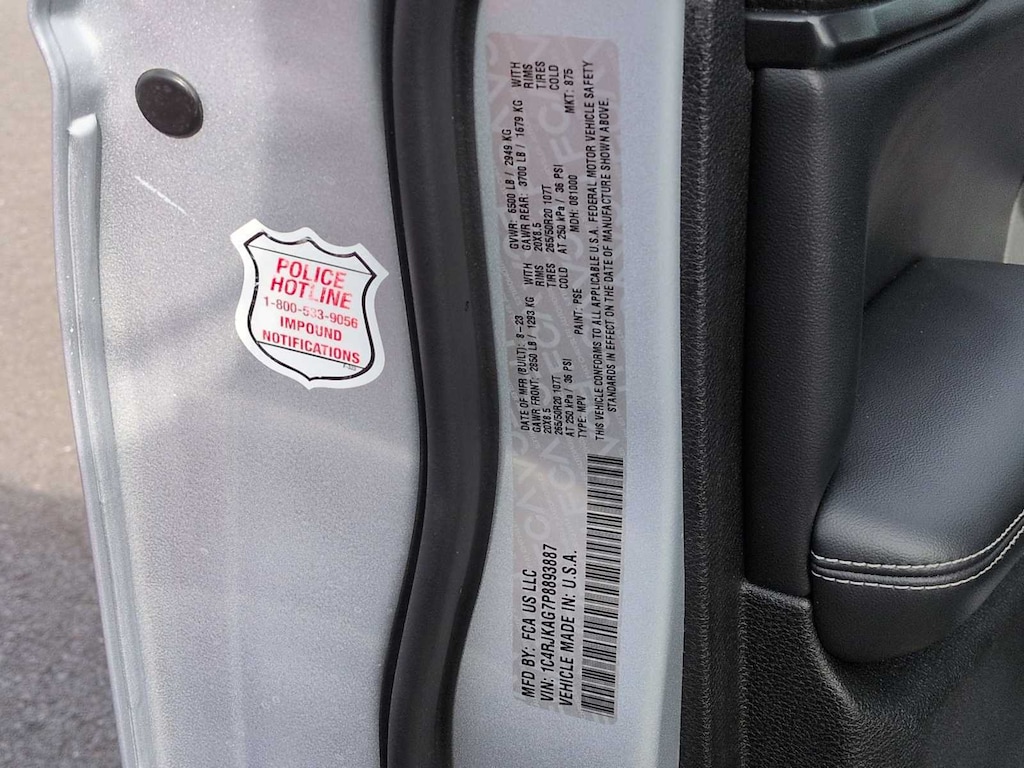 POLICE
HOTLINE
1-800-533-9056
IMPOUND
NOTIFICATIONS
MFD BY: FCA US LLC
VIN: 1C4RJKAG7P8893887
VEHICLE MADE IN: U.S.A.
DATE OF MFR (BUILT): 8-23 GVWR: 6500 LB / 2949 KG
GAWR FRONT: 2850 LB / 1293 KG WITH GAWR REAR: 3700 LB / 1679 KG WITH
20X8.5 RIMS 20X8.5 RIMS
265/50R20 107T TIRES 265/50R20 107T TIRES
AT 250 kPa / 36 PSI COLD AT 250 kPa / 36 PSI COLD
TYPE: MPV PAINT: PSE MDH: 081000 MKT: 875
THIS VEHICLE CONFORMS TO ALL APPLICABLE U.S.A. FEDERAL MOTOR VEHICLE SAFETY
STANDARDS IN EFFECT ON THE DATE OF MANUFACTURE SHOWN ABOVE.